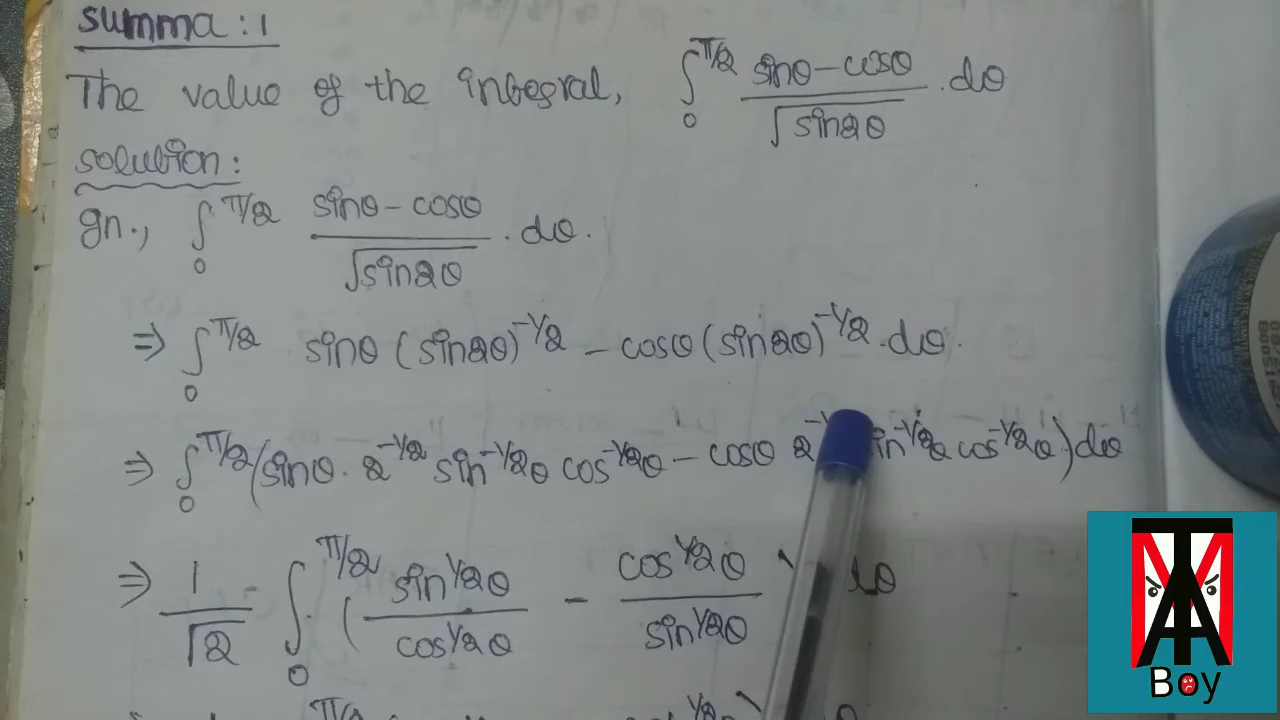 summa: 1
The value of the integral, ∫₀^π/2 (sinθ - cosθ)/√(sin2θ) . dθ
solution:
gn., ∫₀^π/2 (sinθ - cosθ)/√(sin2θ) . dθ.
⇒ ∫₀^π/2 sinθ (sin2θ)^-1/2 - cosθ (sin2θ)^-1/2 . dθ.
⇒ ∫₀^π/2 (sinθ . 2^-1/2 sin^-1/2 θ cos^-1/2 θ - cosθ 2 cos^-1/2 θ) dθ
⇒ 1/√2 ∫₀^π/2 ( sin^1/2 θ / cos^1/2 θ - cos^1/2 θ / sin^1/2 θ
Boy